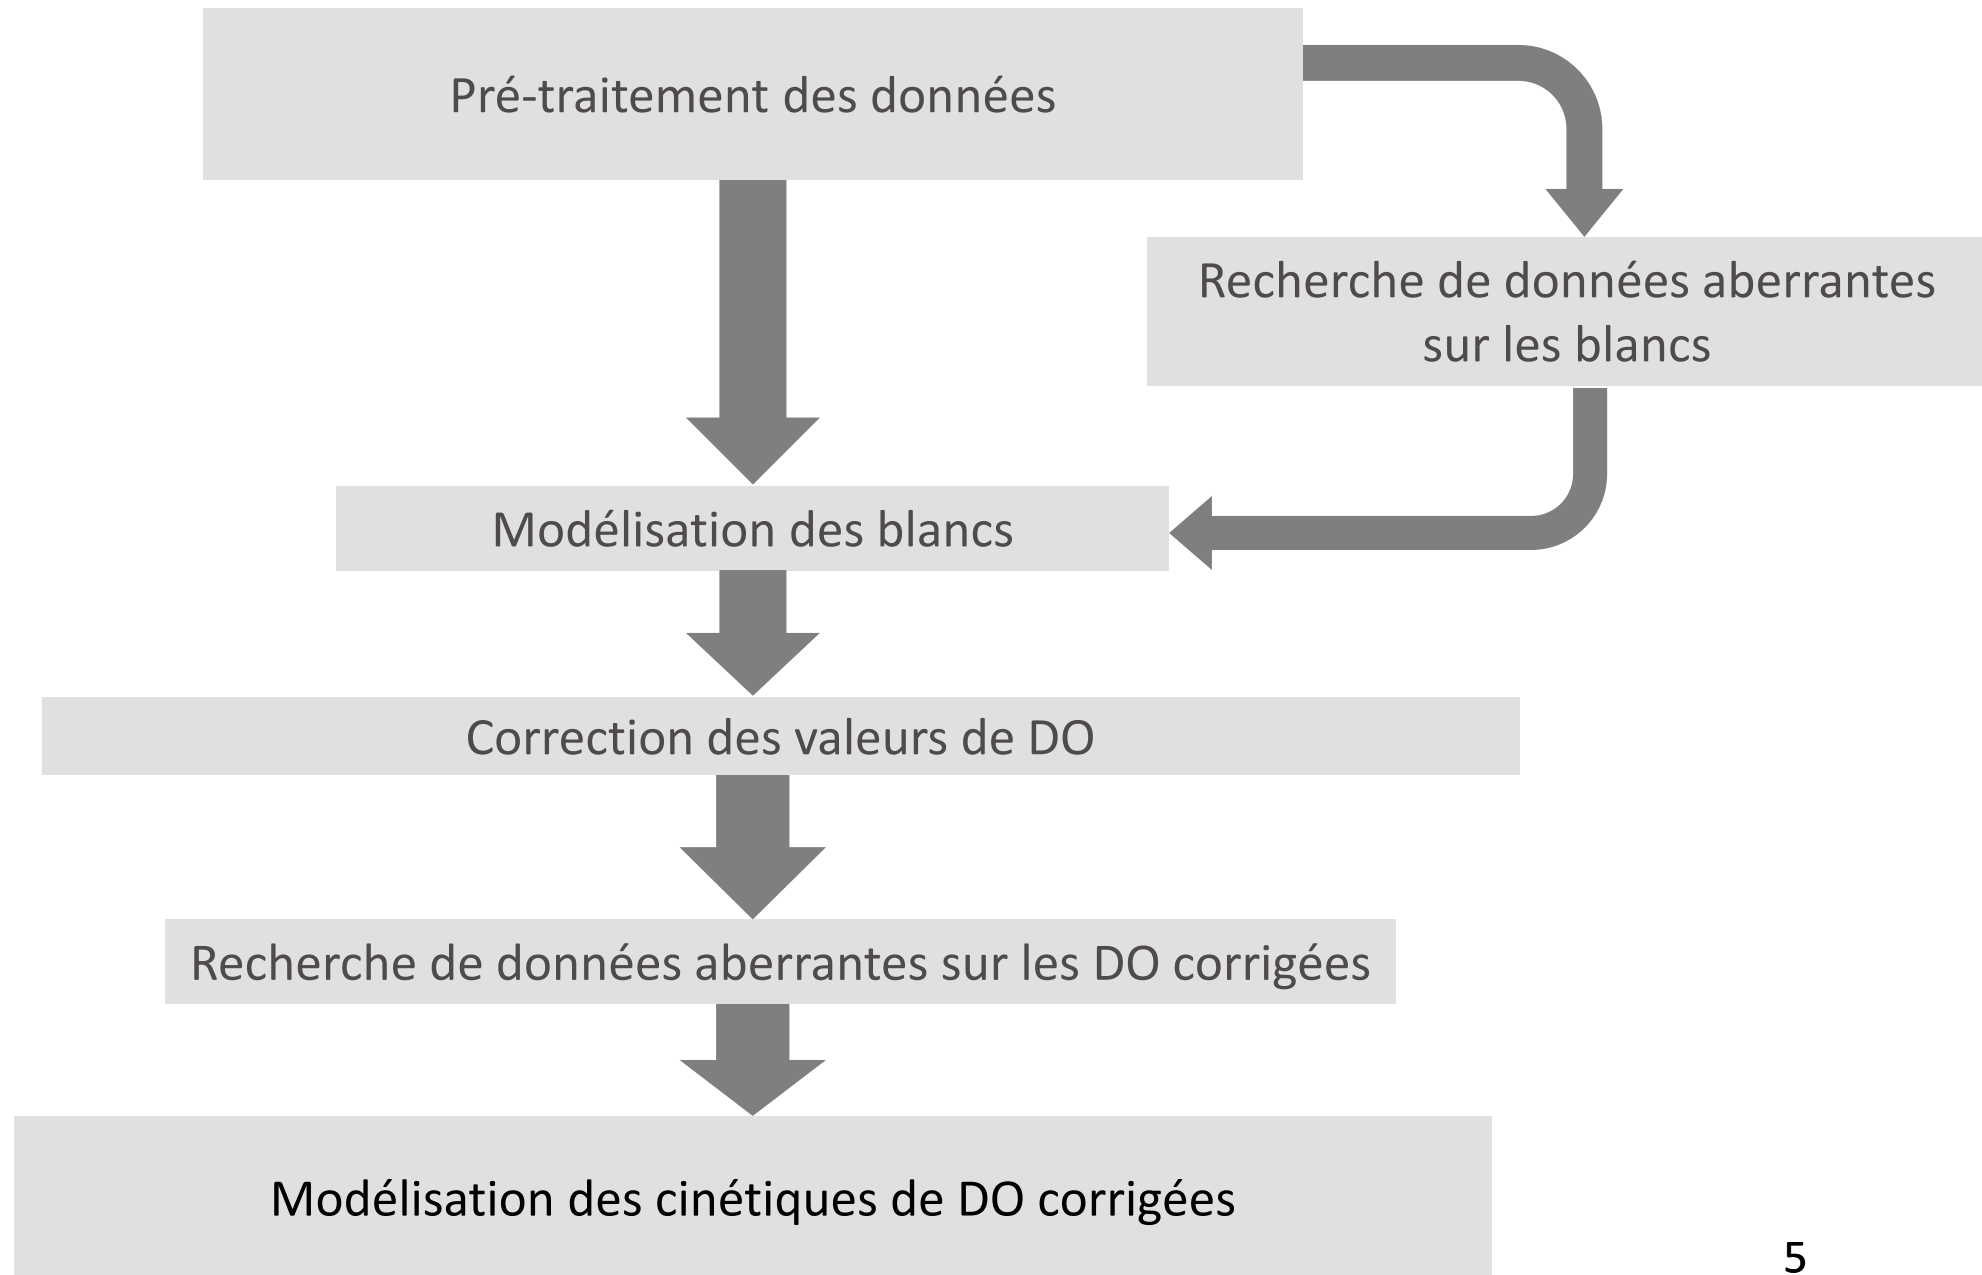 Pré-traitement des données
Recherche de données aberrantes
sur les blancs
Modélisation des blancs
Correction des valeurs de DO
Recherche de données aberrantes sur les DO corrigées
Modélisation des cinétiques de DO corrigées
5